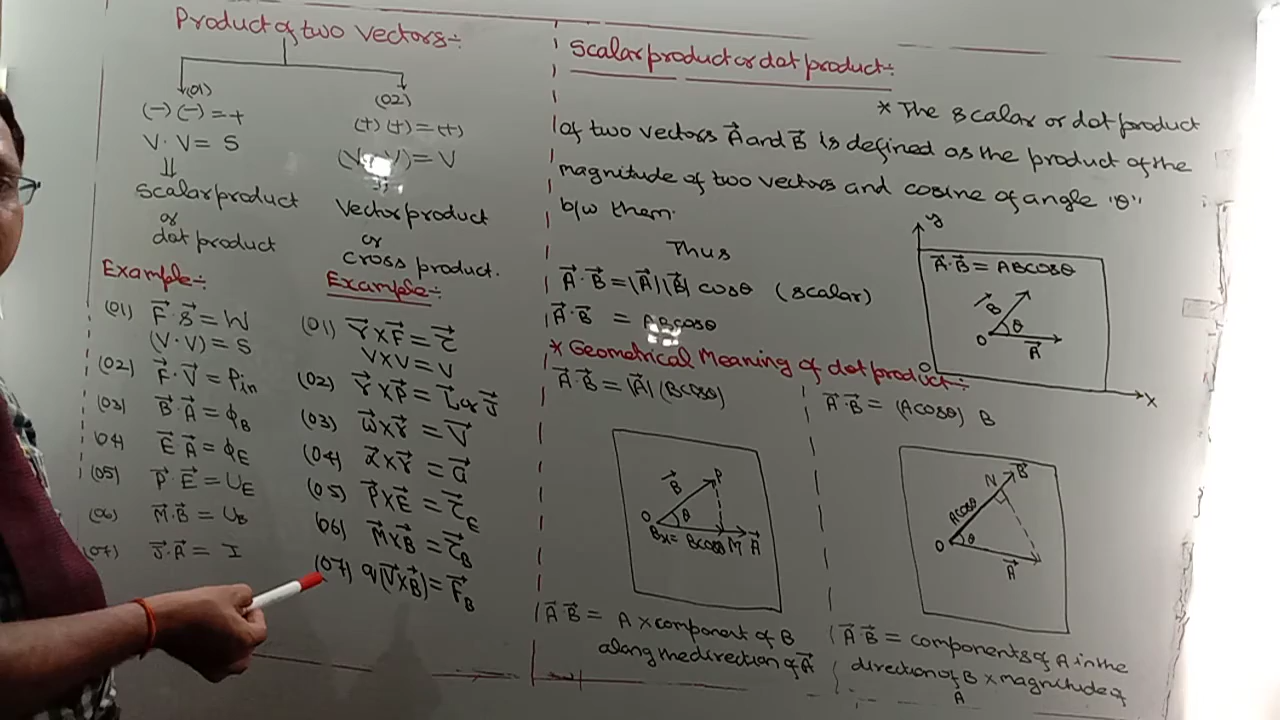 Product of two vectors:-
(01)
(-) (-) = +
V · V = S
⇓
Scalar product
or
dot product
(02)
(+) (+) = (+)
= V
Vector product
or
cross product.
Example:-
(01) F⃗ · S⃗ = W
(V · V) = S
(02) F⃗ · V⃗ = Pin
(03) B⃗ · A⃗ = ϕB
04) E⃗ A⃗ = ϕE
(05) P⃗ · E⃗ = UE
(06) M⃗ · B⃗ = UB
(07) J⃗ · A⃗ = I
Example:-
(01) r⃗ x F⃗ = τ⃗
V x V = V
(02) r⃗ x P⃗ = L⃗ or J⃗
(03) ω⃗ x r⃗ = V⃗
(04) α⃗ x r⃗ = a⃗
(05) P⃗ x E⃗ = τ⃗E
(06) M⃗ x B⃗ = τ⃗B
(07) q(V⃗ x B⃗) = F⃗B
Scalar product or dot product:-
* The scalar or dot product
of two vectors A⃗ and B⃗ is defined as the product of the
magnitude of two vectors and cosine of angle "θ"
b/w them.
Thus
A⃗ · B⃗ = |A⃗| |B⃗| cosθ (scalar)
A⃗ · B⃗ = ABcosθ
y
A⃗ · B⃗ = ABcosθ
B⃗
θ
O
A⃗
O
x
* Geometrical Meaning of dot product:-
A⃗ · B⃗ = |A⃗| (Bcosθ)
P
B⃗
O
θ
Bx = Bcosθ M A⃗
A⃗ B⃗ = A x component of B
along the direction of A⃗
A⃗ · B⃗ = (Acosθ) B
N B⃗
Acosθ
O θ
A⃗
A⃗ B⃗ = components of A in the
direction of B x magnitude of
A